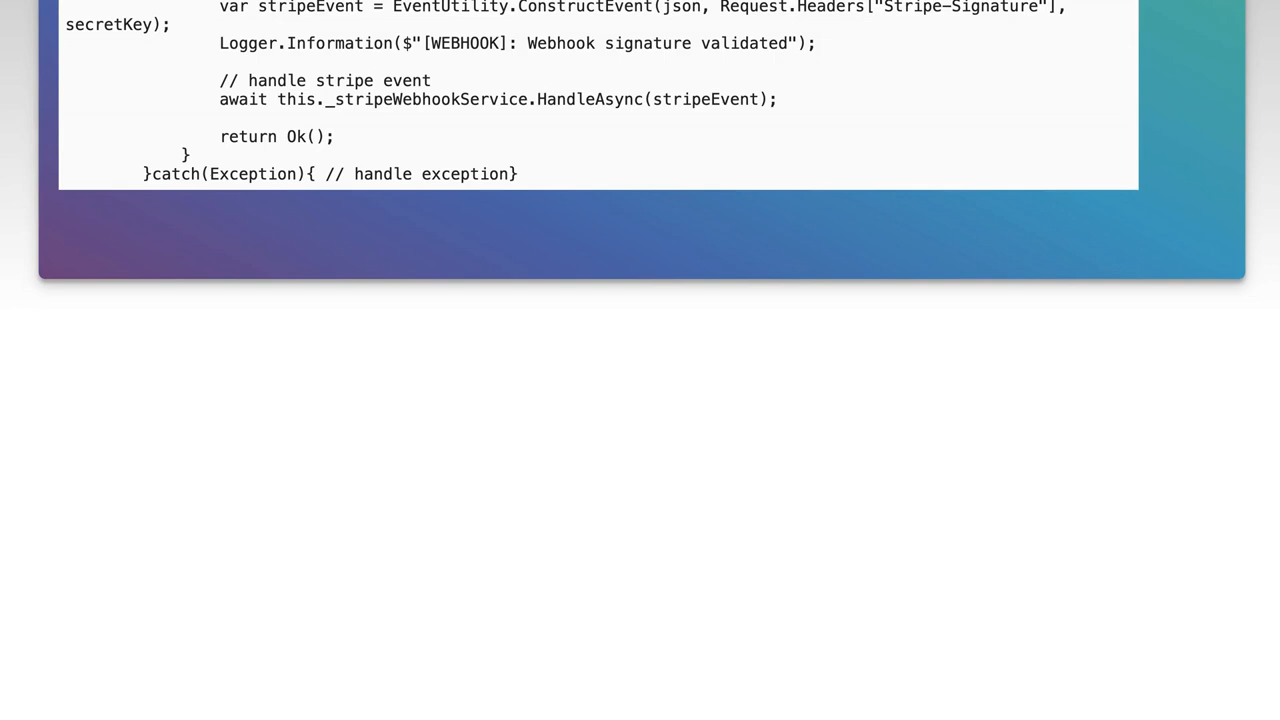 var stripeEvent = EventUtility.ConstructEvent(json, Request.Headers["Stripe-Signature"],
secretKey);
Logger.Information($"[WEBHOOK]: Webhook signature validated");
// handle stripe event
await this._stripeWebhookService.HandleAsync(stripeEvent);
return Ok();
}
}catch(Exception){ // handle exception}